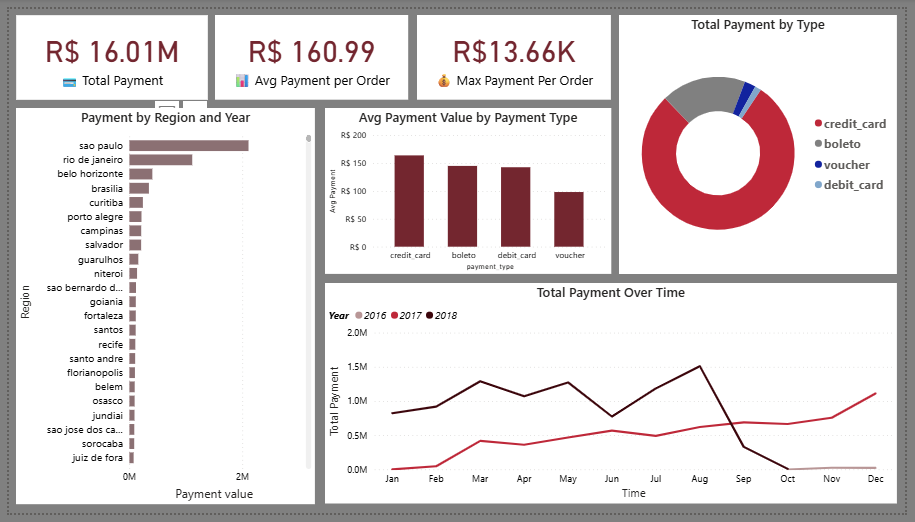 R$ 16.01M
Total Payment
R$ 160.99
Avg Payment per Order
R$13.66K
Max Payment Per Order
Total Payment by Type
credit_card
boleto
voucher
debit_card
Payment by Region and Year
Region
sao paulo
rio de janeiro
belo horizonte
brasilia
curitiba
porto alegre
campinas
salvador
guarulhos
niteroi
sao bernardo d...
goiania
fortaleza
santos
recife
santo andre
florianopolis
belem
osasco
jundiai
sao jose dos ca...
sorocaba
juiz de fora
0M 2M
Payment value
Avg Payment Value by Payment Type
Avg Payment
R$ 200
R$ 150
R$ 100
R$ 50
R$ 0
credit_card boleto debit_card voucher
payment_type
Total Payment Over Time
Year 2016 2017 2018
Total Payment
2.0M
1.5M
1.0M
0.5M
0.0M
Jan Feb Mar Apr May Jun Jul Aug Sep Oct Nov Dec
Time